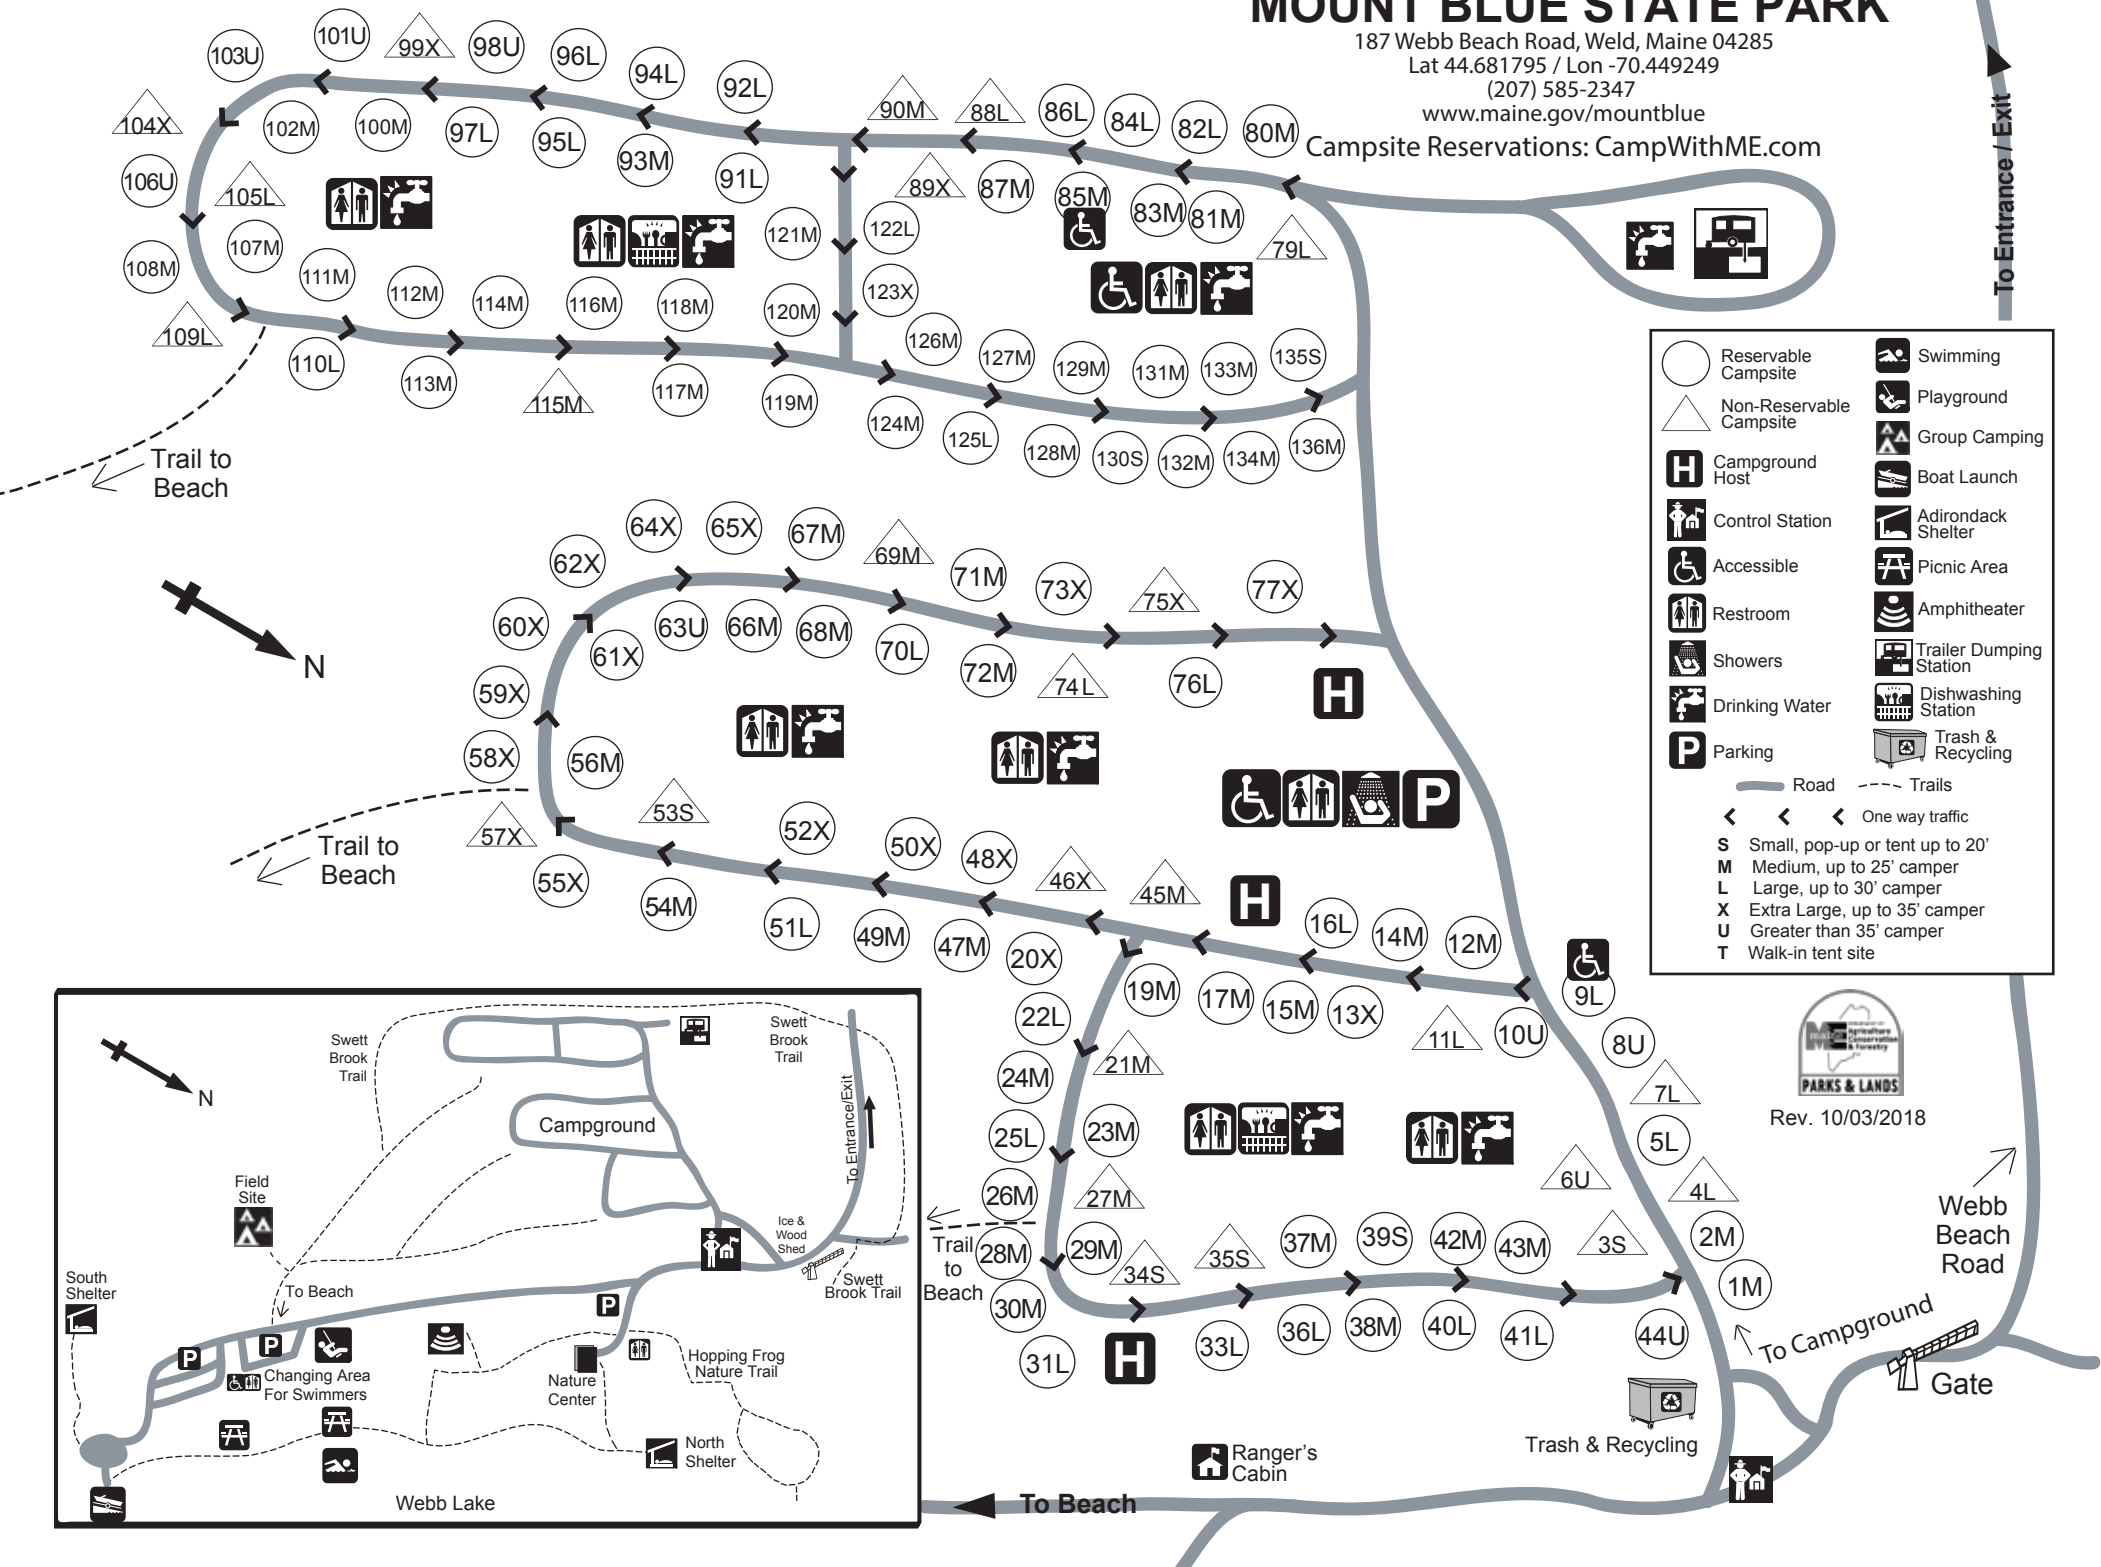 MOUNT BLUE STATE PARK
187 Webb Beach Road, Weld, Maine 04285
Lat 44.681795 / Lon -70.449249
(207) 585-2347
www.maine.gov/mountblue
Campsite Reservations: CampWithME.com
To Entrance / Exit
103U
101U
99X
98U
96L
94L
92L
90M
88L
86L
84L
82L
80M
104X
102M
100M
97L
95L
93M
91L
89X
87M
85M
83M
81M
79L
106U
105L
107M
108M
109L
121M
122L
123X
111M
112M
114M
116M
118M
120M
126M
127M
129M
131M
133M
135S
110L
113M
115M
117M
119M
124M
125L
128M
130S
132M
134M
136M
Trail to
Beach
N
64X
65X
67M
69M
71M
73X
75X
77X
62X
60X
61X
63U
66M
68M
70L
72M
74L
76L
59X
58X
56M
57X
53S
52X
50X
48X
46X
45M
55X
54M
51L
49M
47M
20X
Trail to
Beach
H
P
H
16L
14M
12M
19M
17M
15M
13X
11L
10U
9L
8U
7L
5L
4L
6U
3S
2M
1M
22L
21M
24M
23M
25L
26M
27M
28M
29M
30M
31L
34S
35S
37M
39S
42M
43M
33L
36L
38M
40L
41L
44U
H
Trail
to
Beach
Reservable
Campsite
Non-Reservable
Campsite
H
Campground
Host
Control Station
Accessible
Restroom
Showers
Drinking Water
P
Parking
Swimming
Playground
Group Camping
Boat Launch
Adirondack
Shelter
Picnic Area
Amphitheater
Trailer Dumping
Station
Dishwashing
Station
Trash &
Recycling
Road
Trails
One way traffic
S Small, pop-up or tent up to 20'
M Medium, up to 25' camper
L Large, up to 30' camper
X Extra Large, up to 35' camper
U Greater than 35' camper
T Walk-in tent site
Agriculture
Conservation
& Forestry
PARKS & LANDS
Rev. 10/03/2018
Webb
Beach
Road
To Campground
Gate
Trash & Recycling
Ranger's
Cabin
To Beach
N
Swett
Brook
Trail
Swett
Brook
Trail
Campground
To Entrance/Exit
Field
Site
Ice &
Wood
Shed
Swett
Brook Trail
South
Shelter
To Beach
P
P
P
Changing Area
For Swimmers
Nature
Center
Hopping Frog
Nature Trail
North
Shelter
Webb Lake